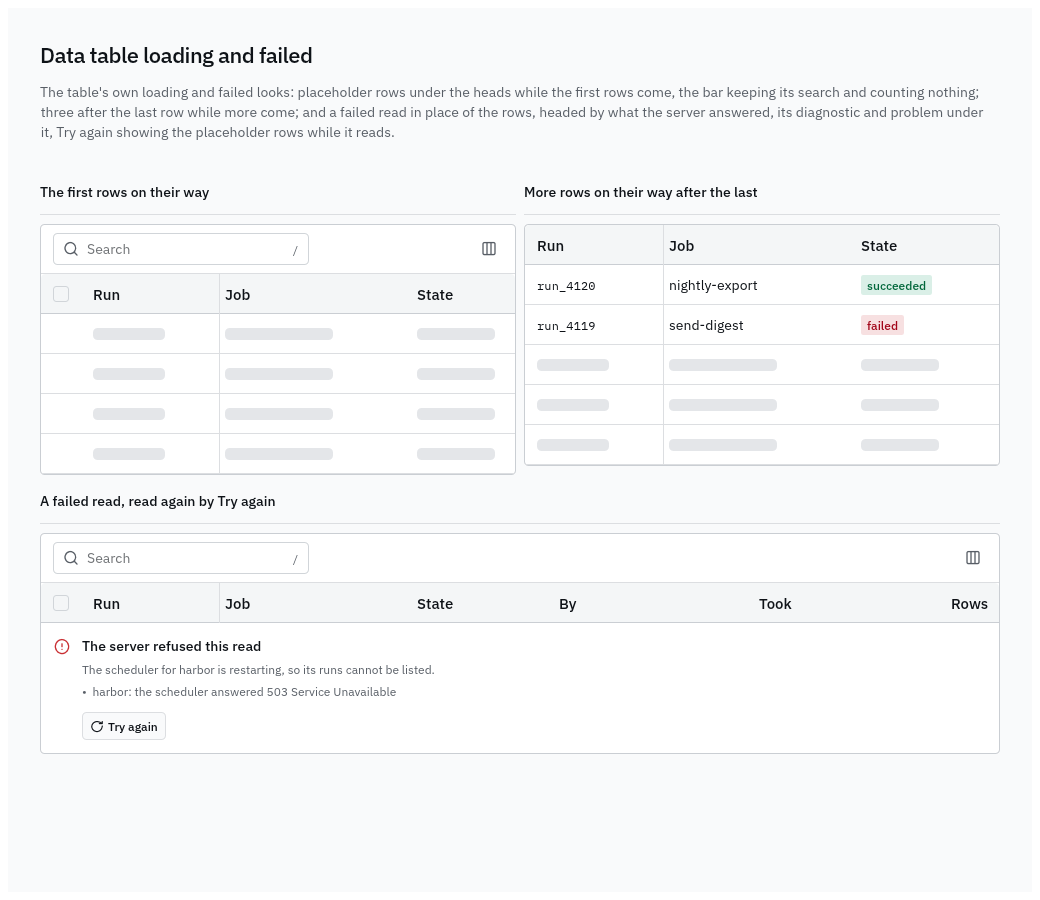 Data table loading and failed
The table's own loading and failed looks: placeholder rows under the heads while the first rows come, the bar keeping its search and counting nothing;
three after the last row while more come; and a failed read in place of the rows, headed by what the server answered, its diagnostic and problem under
it, Try again showing the placeholder rows while it reads.
The first rows on their way
Search /
Run Job State
More rows on their way after the last
Run Job State
run_4120 nightly-export succeeded
run_4119 send-digest failed
A failed read, read again by Try again
Search /
Run Job State By Took Rows
The server refused this read
The scheduler for harbor is restarting, so its runs cannot be listed.
• harbor: the scheduler answered 503 Service Unavailable
Try again